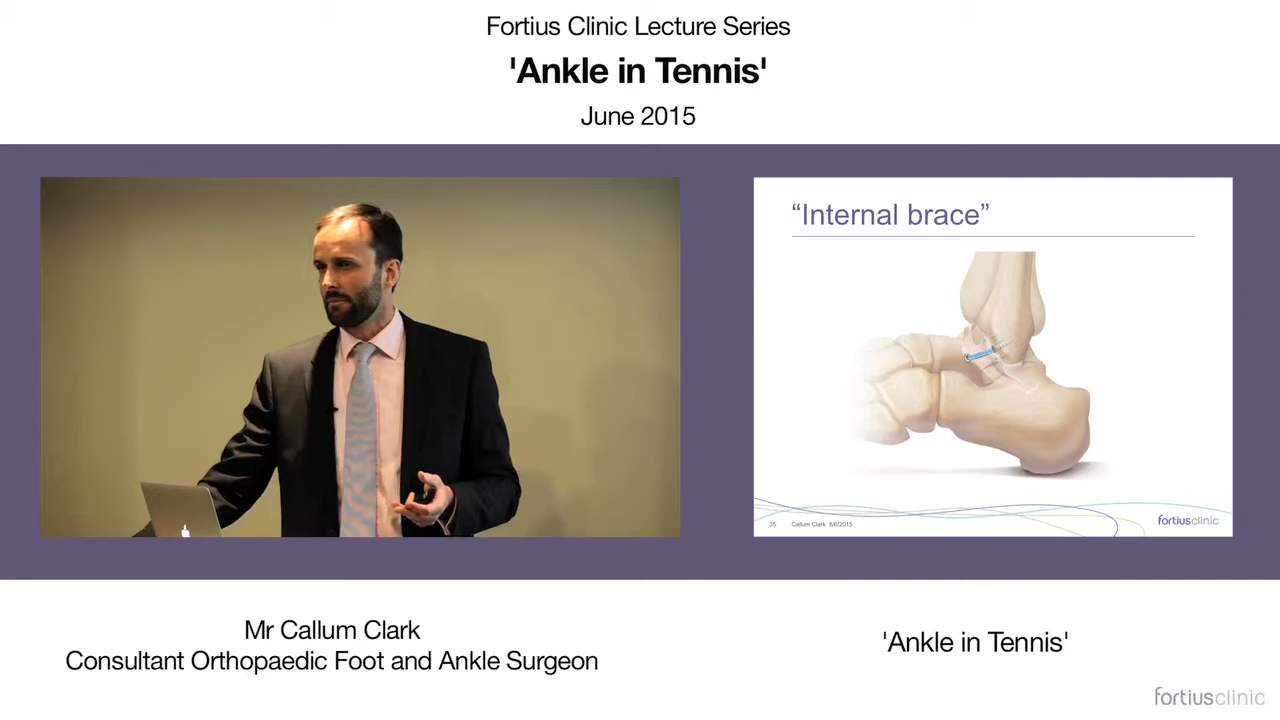 Fortius Clinic Lecture Series
'Ankle in Tennis'
June 2015
“Internal brace”
35 Callum Clark 8/6/2015
fortiusclinic
Mr Callum Clark
Consultant Orthopaedic Foot and Ankle Surgeon
'Ankle in Tennis'
fortiusclinic